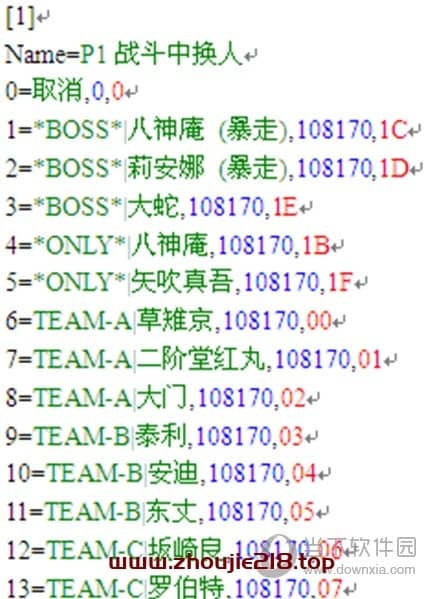 [1]↵
Name=P1 战斗中换人
0=取消,0,0↵
1=*BOSS*|八神庵 (暴走),108170,1C↵
2=*BOSS*|莉安娜 (暴走),108170,1D↵
3=*BOSS*|大蛇,108170,1E↵
4=*ONLY*|八神庵,108170,1B↵
5=*ONLY*|矢吹真吾,108170,1F↵
6=TEAM-A|草雉京,108170,00↵
7=TEAM-A|二阶堂红丸,108170,01↵
8=TEAM-A|大门,108170,02↵
9=TEAM-B|泰利,108170,03↵
10=TEAM-B|安迪,108170,04↵
11=TEAM-B|东丈,108170,05↵
12=TEAM-C|坂崎良,108170,06
当下软件园
www.zhoujie218.top
www.downxia.com
13=TEAM-C|罗伯特,108170,07